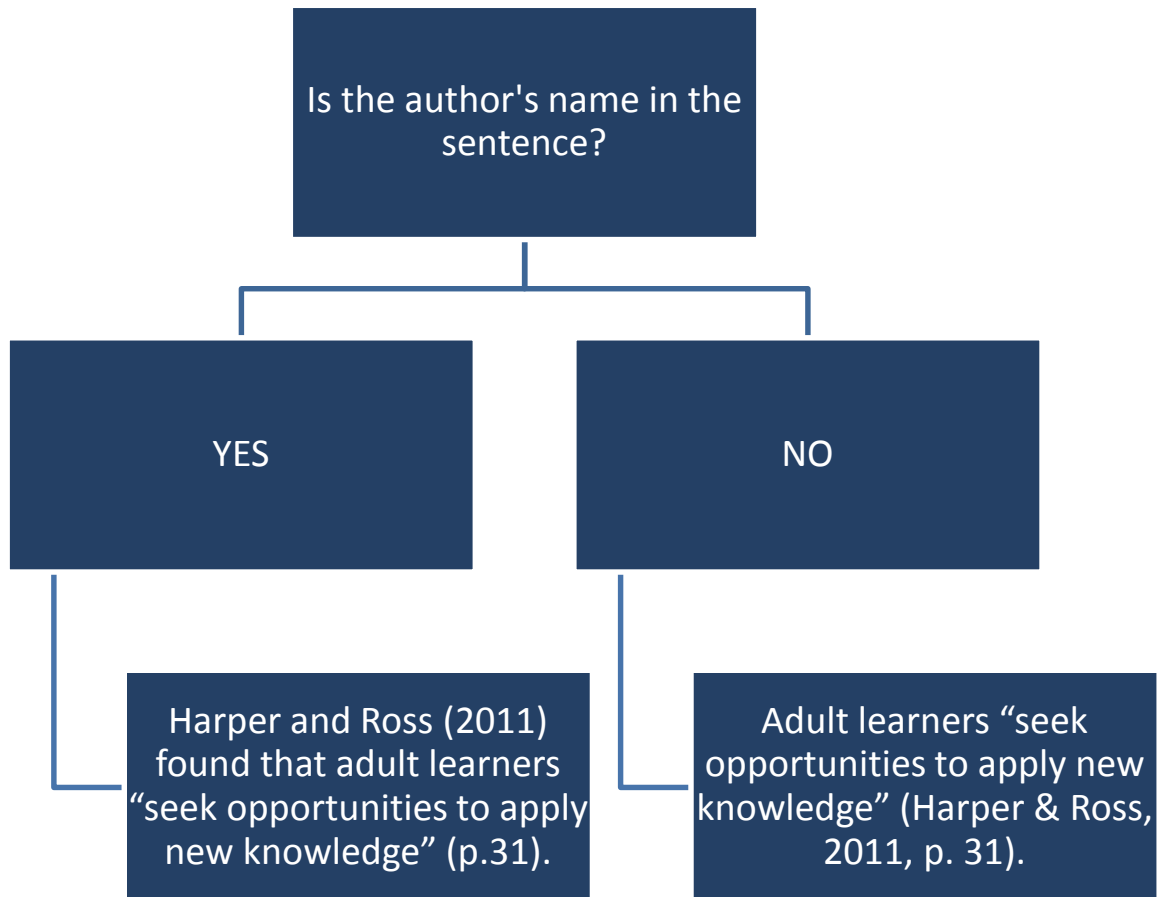 Is the author's name in the
sentence?
YES
NO
Harper and Ross (2011)
found that adult learners
“seek opportunities to apply
new knowledge” (p.31).
Adult learners “seek
opportunities to apply new
knowledge” (Harper & Ross,
2011, p. 31).